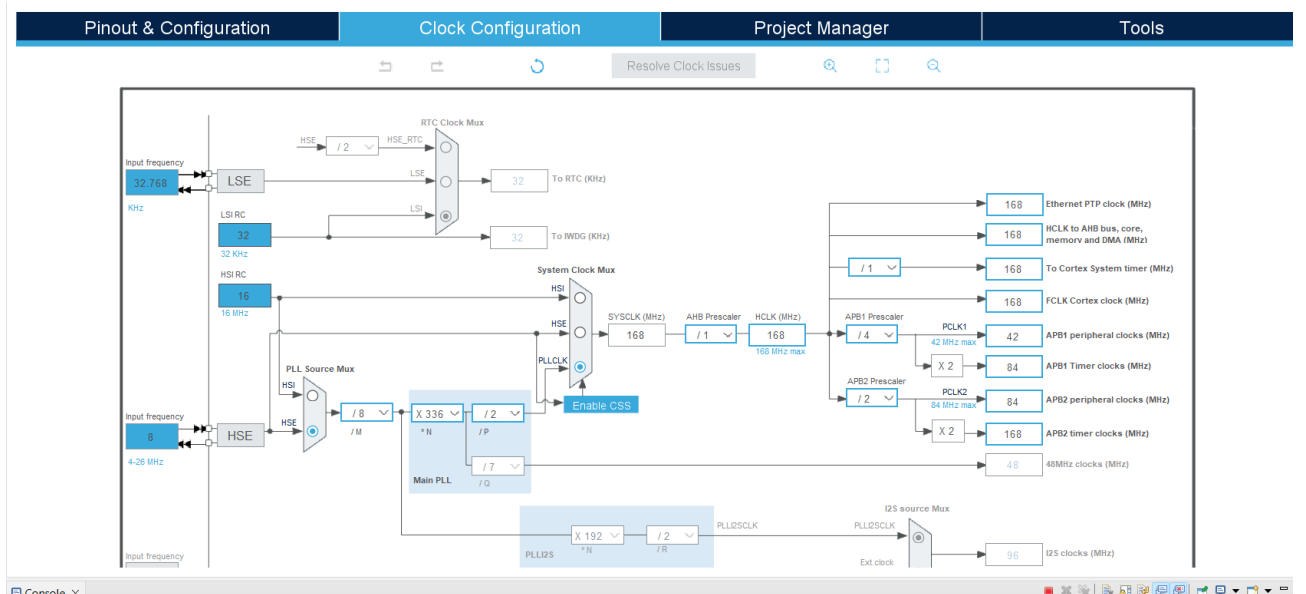 Pinout & Configuration
Clock Configuration
Project Manager
Tools
Resolve Clock Issues
RTC Clock Mux
HSE
/ 2
HSE_RTC
Input frequency
32.768
KHz
LSE
LSE
32
To RTC (KHz)
LSI RC
32
32 KHz
LSI
32
To IWDG (KHz)
HSI RC
16
16 MHz
System Clock Mux
HSI
HSE
PLLCLK
SYSCLK (MHz)
168
AHB Prescaler
/ 1
HCLK (MHz)
168
168 MHz max
Enable CSS
168
Ethernet PTP clock (MHz)
168
HCLK to AHB bus, core,
memory and DMA (MHz)
/ 1
168
To Cortex System timer (MHz)
168
FCLK Cortex clock (MHz)
APB1 Prescaler
/ 4
PCLK1
42 MHz max
42
APB1 peripheral clocks (MHz)
X 2
84
APB1 Timer clocks (MHz)
APB2 Prescaler
/ 2
PCLK2
84 MHz max
84
APB2 peripheral clocks (MHz)
X 2
168
APB2 timer clocks (MHz)
PLL Source Mux
HSI
HSE
Input frequency
8
4-26 MHz
HSE
/ 8
/ M
X 336
* N
/ 2
/ P
/ 7
/ Q
Main PLL
48
48MHz clocks (MHz)
X 192
* N
/ 2
/ R
PLLI2S
PLLI2SCLK
I2S source Mux
PLLI2SCLK
Ext.clock
96
I2S clocks (MHz)
Input frequency
Console